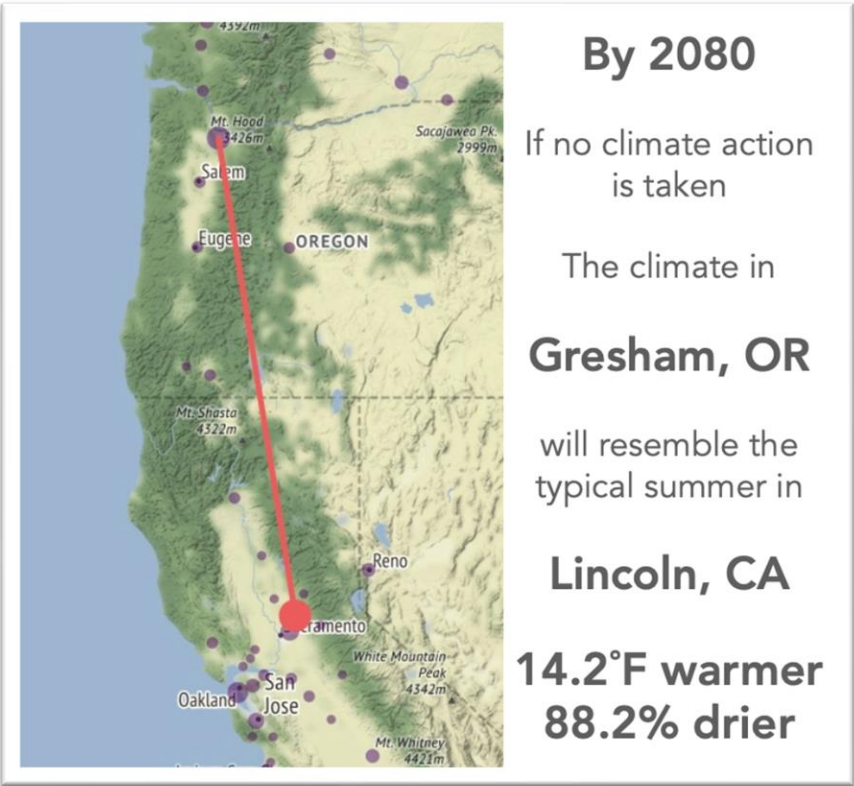 4392m
Mt. Hood
3426m
Sacajawea Pk.
2999m
Salem
Eugene
OREGON
Mt. Shasta
4322m
Reno
cramento
White Mountain
Peak
4342m
Oakland
San
Jose
Mt. Whitney
4421m
By 2080
If no climate action
is taken
The climate in
Gresham, OR
will resemble the
typical summer in
Lincoln, CA
14.2°F warmer
88.2% drier